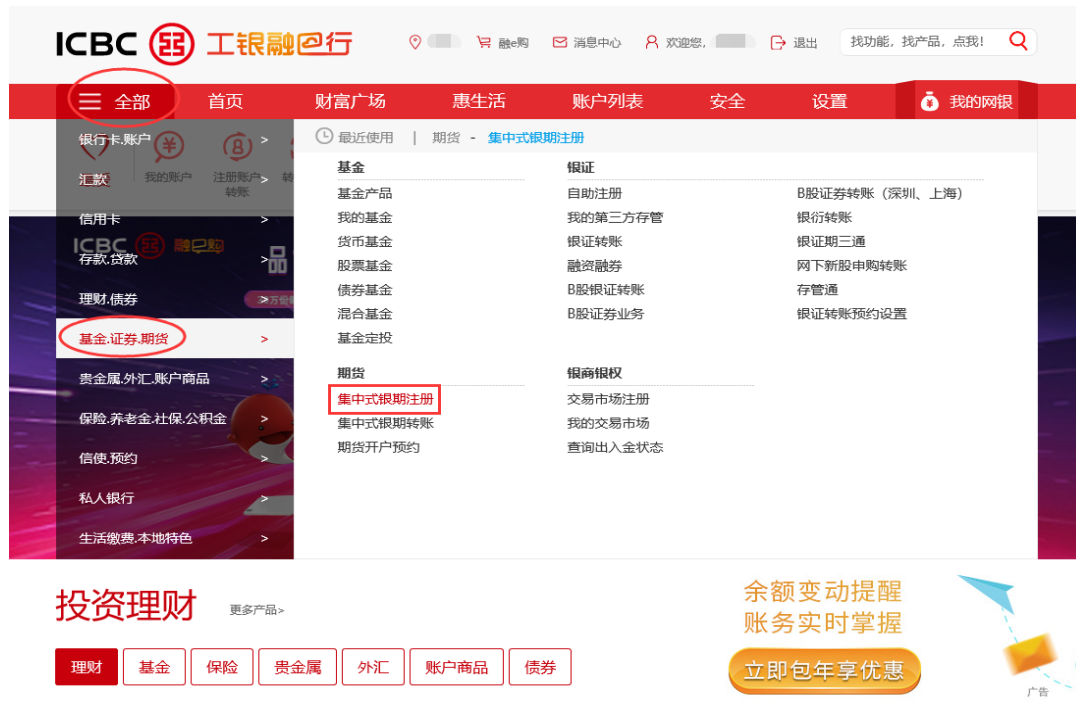 ICBC 工银融e行 融e购 消息中心 欢迎您, 退出 找功能，找产品，点我!
全部 首页 财富广场 惠生活 账户列表 安全 设置 我的网银
最近使用 | 期货 - 集中式银期注册
银行卡.账户 >
我的账户 注册账户转账
汇款 >
信用卡 >
ICBC 融e购
存款.贷款 >
理财.债券 >
基金.证券.期货 >
贵金属.外汇.账户商品 >
保险.养老金.社保.公积金 >
信使.预约 >
私人银行 >
生活缴费.本地特色 >
基金
基金产品
我的基金
货币基金
股票基金
债券基金
混合基金
基金定投
银证
自助注册 B股证券转账（深圳、上海）
我的第三方存管 银衍转账
银证转账 银证期三通
融资融券 网下新股申购转账
B股银证转账 存管通
B股证券业务 银证转账预约设置
期货
集中式银期注册
集中式银期转账
期货开户预约
银商银权
交易市场注册
我的交易市场
查询出入金状态
投资理财 更多产品>
理财 基金 保险 贵金属 外汇 账户商品 债券
余额变动提醒
账务实时掌握
立即包年享优惠
广告